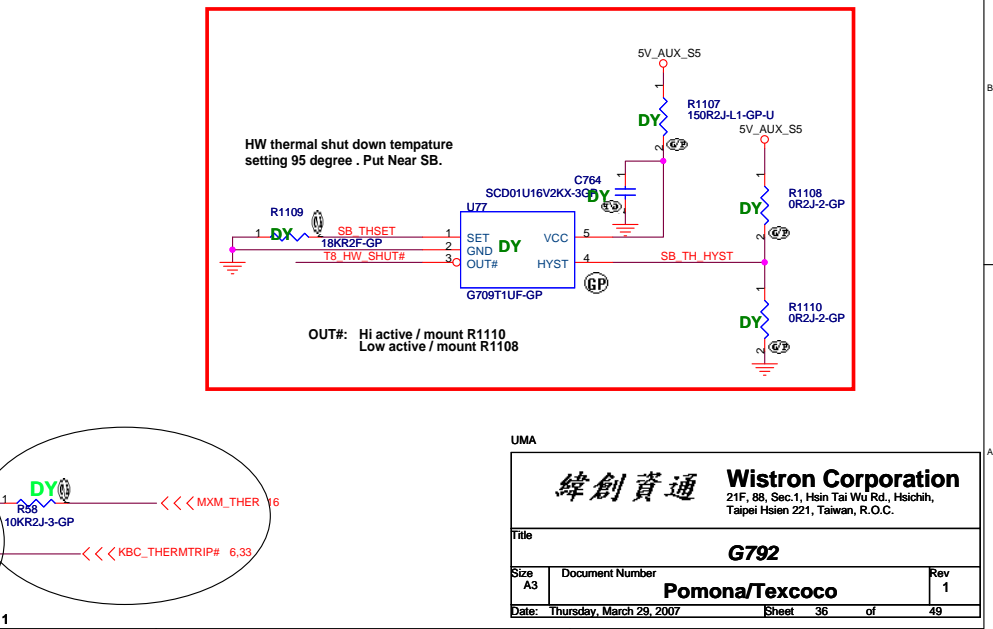 5V_AUX_S5
1
R1107
150R2J-L1-GP-U
DY
2
G/P
5V_AUX_S5
B
HW thermal shut down tempature
setting 95 degree . Put Near SB.
C764
1
SCD01U16V2KX-3GP
DY
1
R1108
0R2J-2-GP
DY
2
G/P
R1109
1
DY
2
18KR2F-GP
SB_THSET
T8_HW_SHUT#
U77
1
SET
2
GND
3
OUT#
DY
VCC
5
HYST
4
G709T1UF-GP
GP
SB_TH_HYST
1
R1110
0R2J-2-GP
DY
2
G/P
OUT#: Hi active / mount R1110
Low active / mount R1108
A
UMA
緯創資通
Wistron Corporation
21F, 88, Sec.1, Hsin Tai Wu Rd., Hsichih,
Taipei Hsien 221, Taiwan, R.O.C.
Title
G792
Size
A3
Document Number
Pomona/Texcoco
Rev
1
Date: Thursday, March 29, 2007
Sheet 36 of 49
1
DY
2
R58
10KR2J-3-GP
MXM_THER 16
KBC_THERMTRIP# 6,33
1